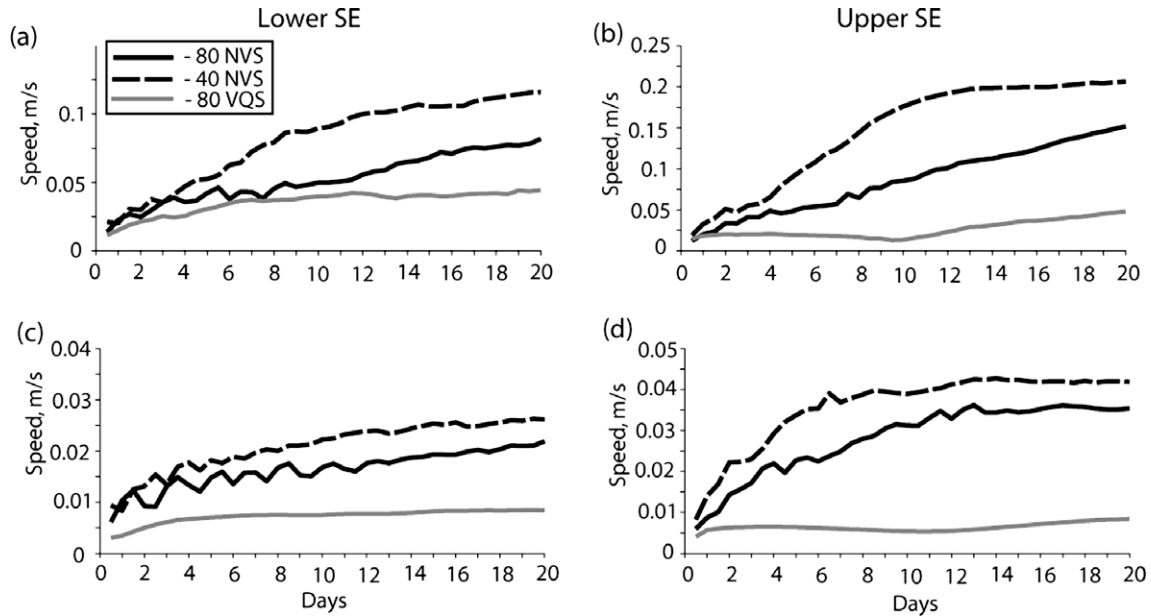 Lower SE
Upper SE
(a)
- 80 NVS
- 40 NVS
- 80 VQS
Speed, m/s
0.1
0.05
0
0 2 4 6 8 10 12 14 16 18 20
(b)
Speed, m/s
0.25
0.2
0.15
0.1
0.05
0
0 2 4 6 8 10 12 14 16 18 20
(c)
Speed, m/s
0.04
0.03
0.02
0.01
0
0 2 4 6 8 10 12 14 16 18 20
Days
(d)
Speed, m/s
0.05
0.04
0.03
0.02
0.01
0
0 2 4 6 8 10 12 14 16 18 20
Days